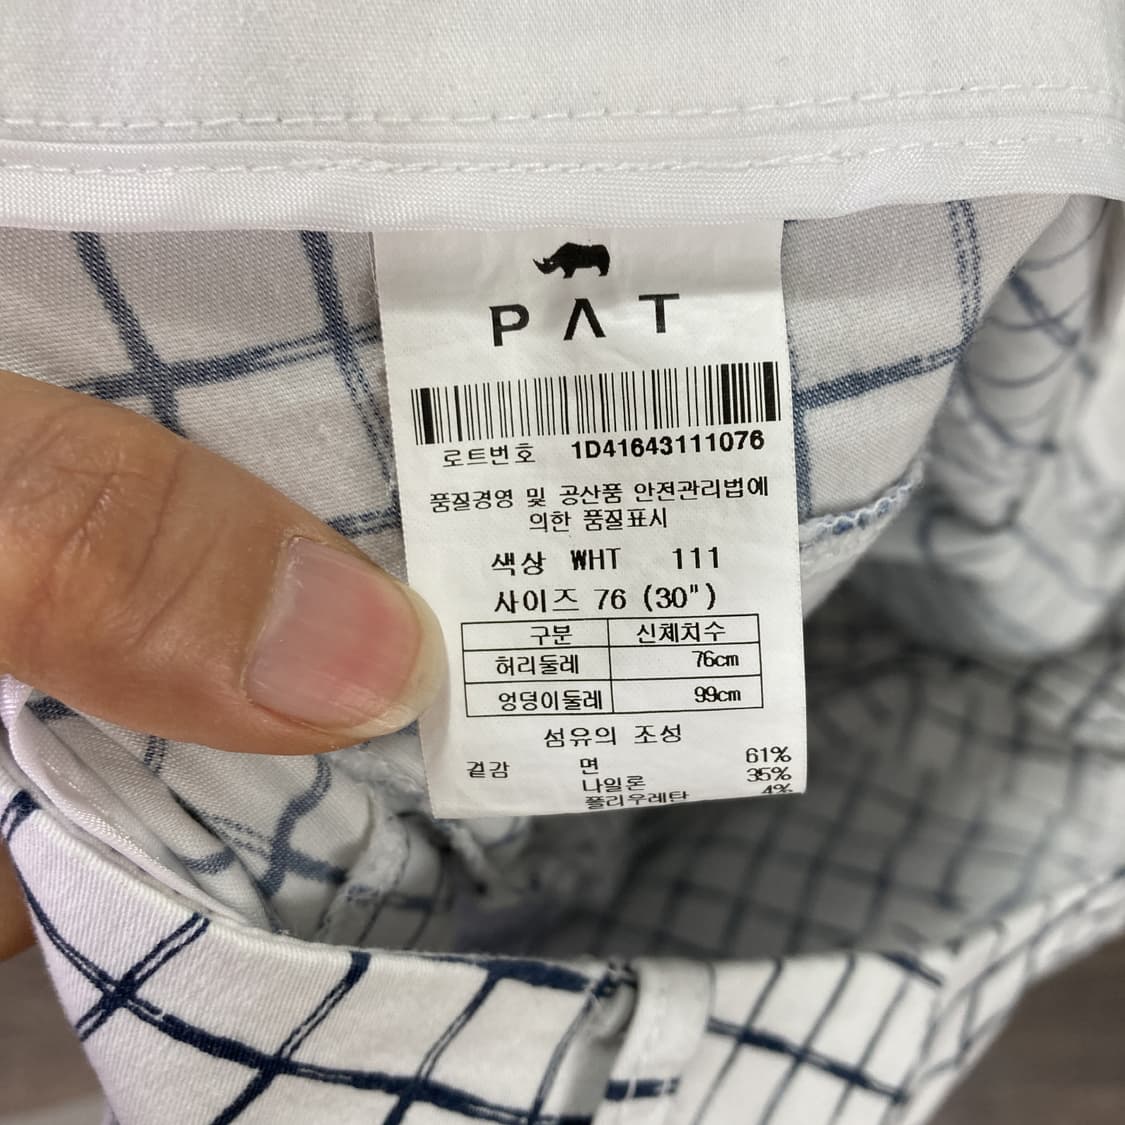 PAT
로트번호 1D41643111076
품질경영 및 공산품 안전관리법에
의한 품질표시
색상 WHT 111
사이즈 76 (30")
구분 신체치수
허리둘레 76cm
엉덩이둘레 99cm
섬유의 조성
겉감 면 61%
나일론 35%
폴리우레탄 4%